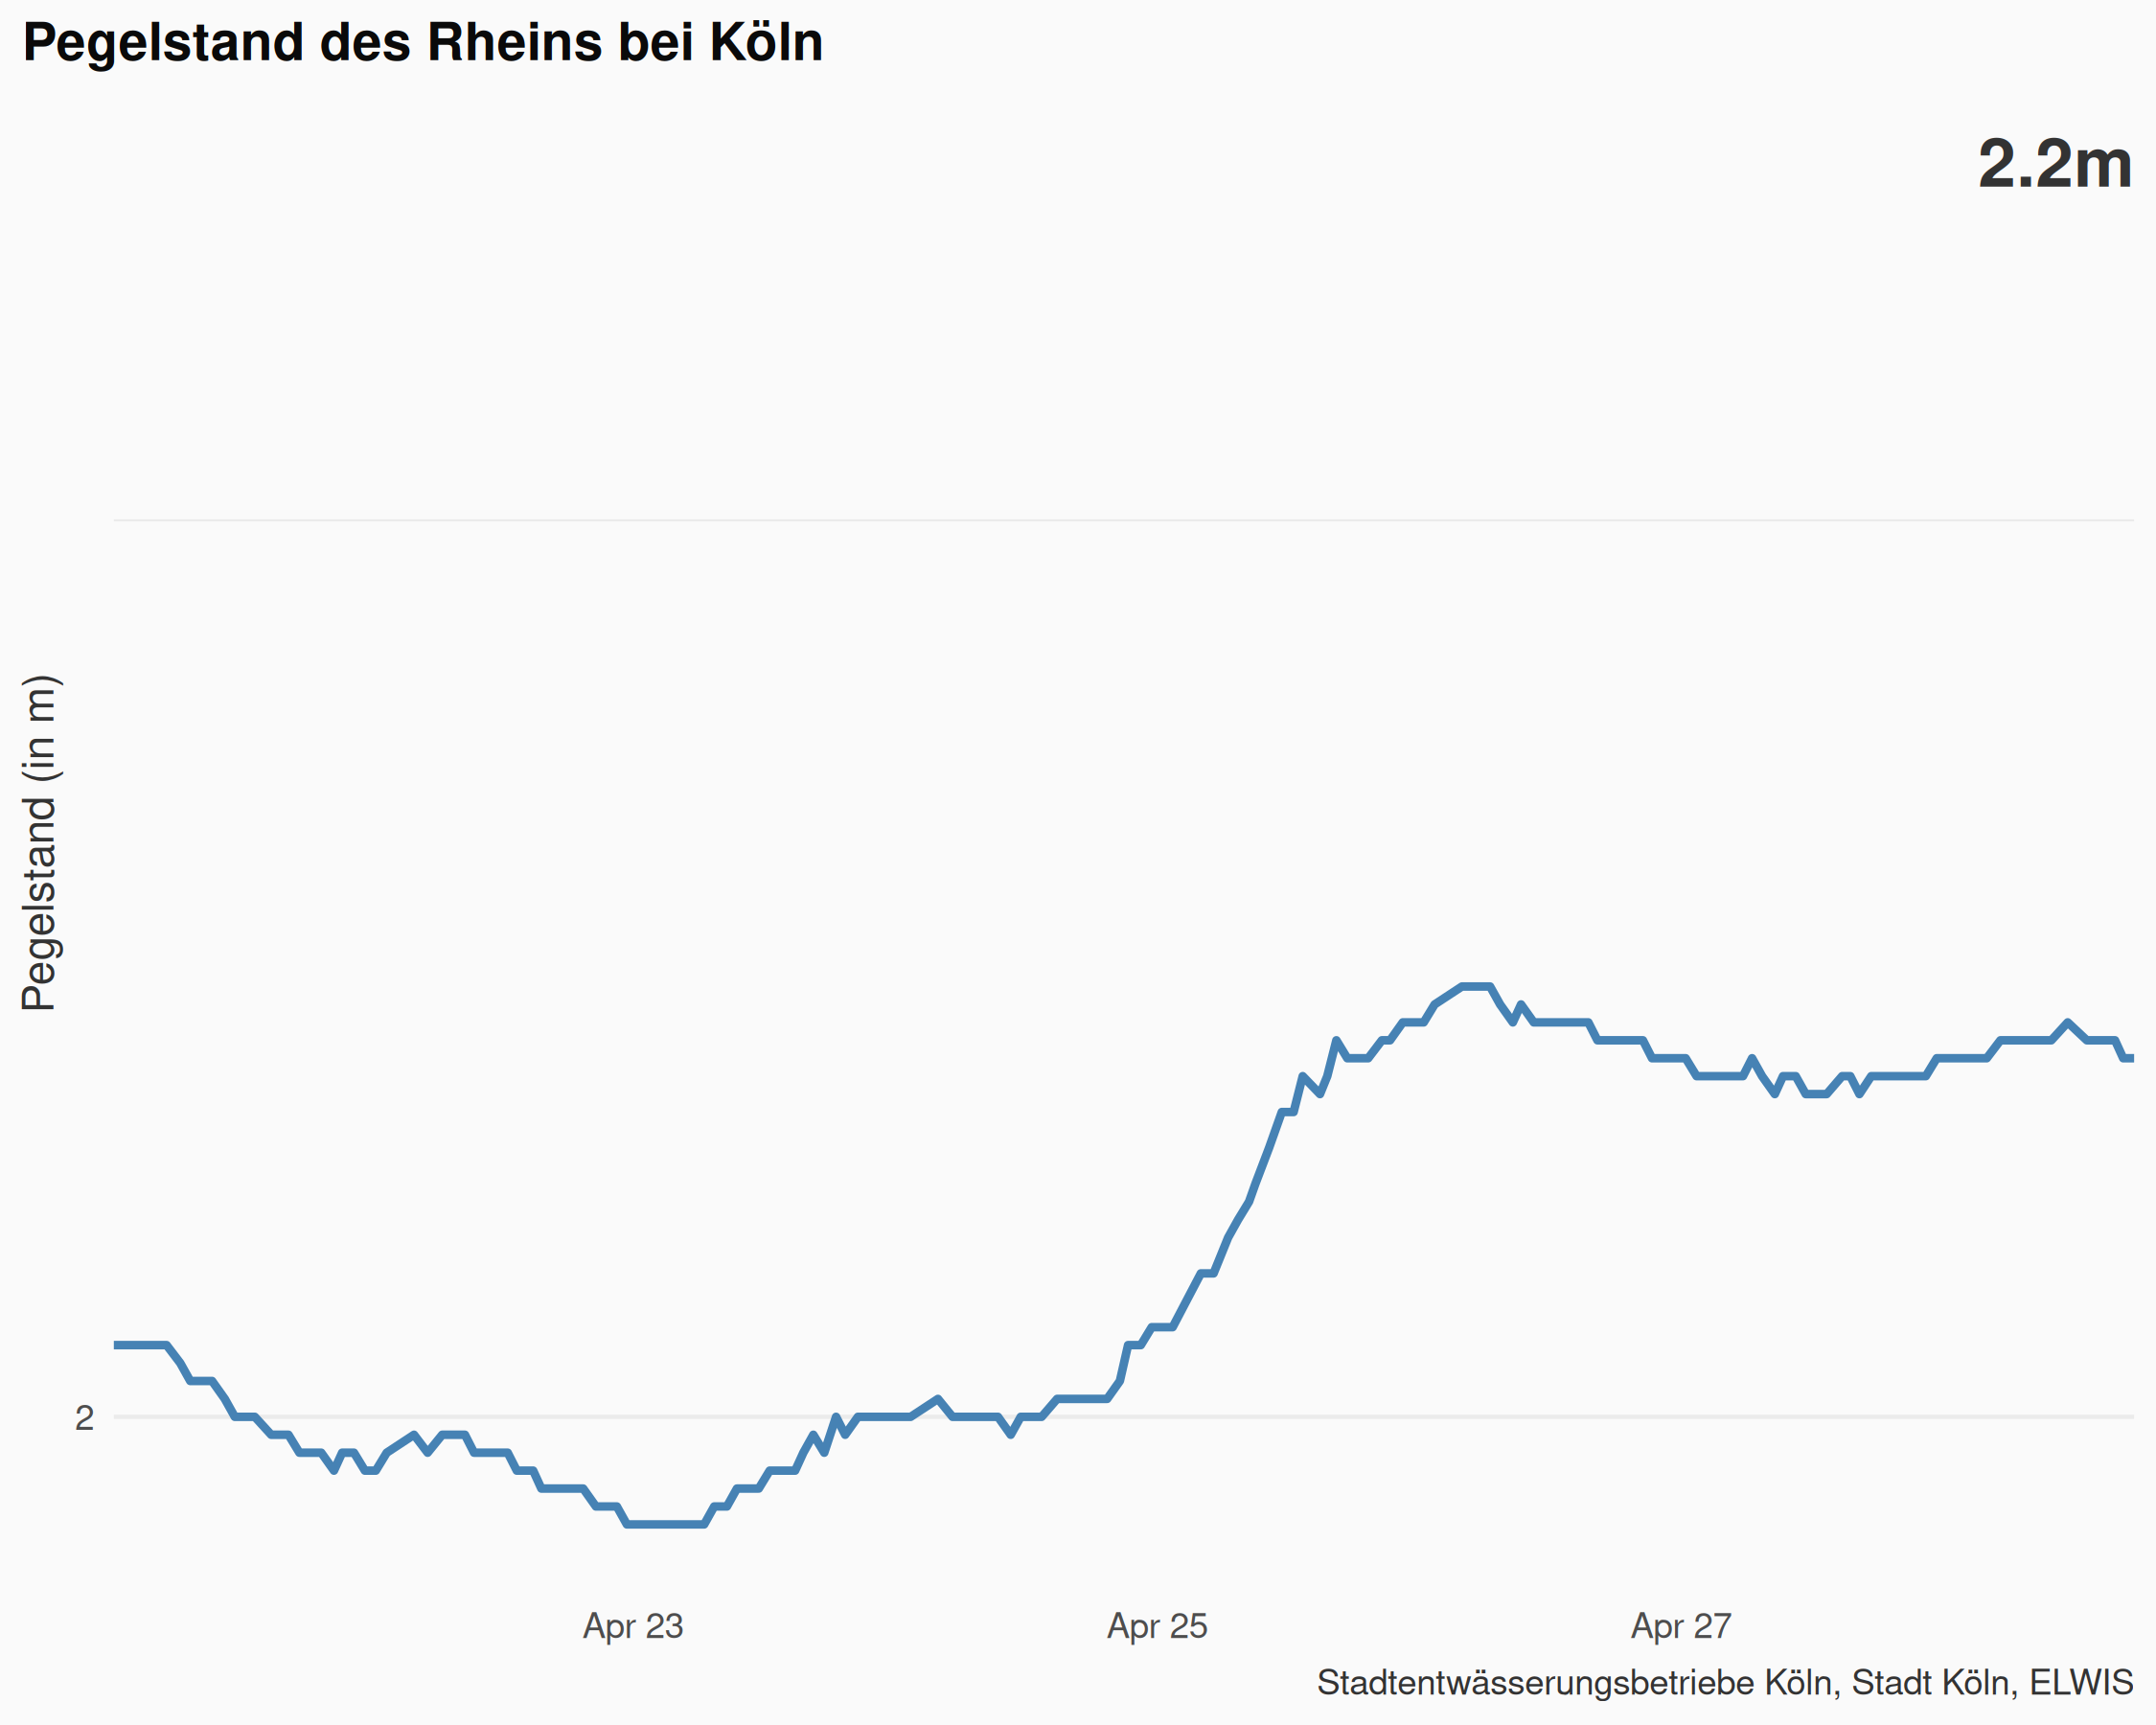 Pegelstand des Rheins bei Köln
2.2m
Pegelstand (in m)
2
Apr 23
Apr 25
Apr 27
Stadtentwässerungsbetriebe Köln, Stadt Köln, ELWIS